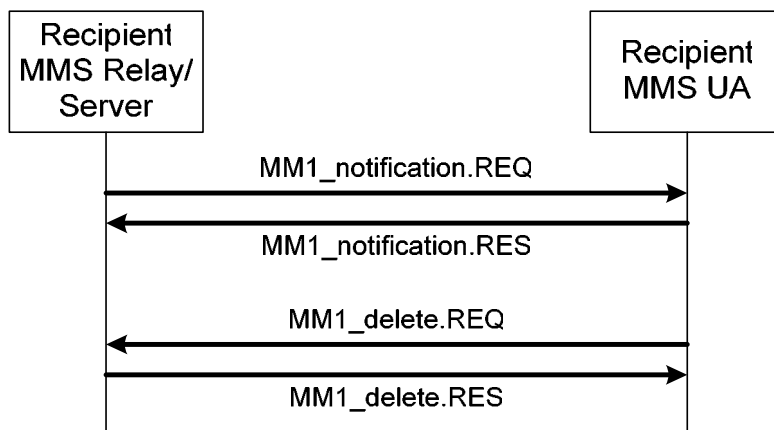 Recipient
MMS Relay/
Server
Recipient
MMS UA
MM1_notification.REQ
MM1_notification.RES
MM1_delete.REQ
MM1_delete.RES